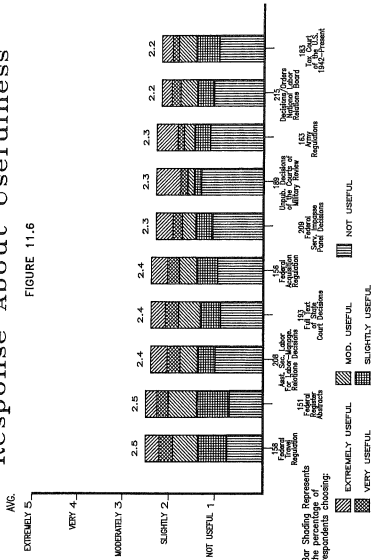 Response About Usefulness
FIGURE 11.6
AVG.
EXTREMELY 5
VERY 4
MODERATELY 3
SLIGHTLY 2
NOT USEFUL 1
2.5
2.5
2.4
2.4
2.4
2.3
2.3
2.3
2.2
2.2
158
Federal
Travel
Regulation
151
Federal
Register
Abstracts
208
Asst. Sec. Labor
For Labor-Mngmge.
Relations Decisions
193
Full Text
of State
Court Decisions
156
Federal
Acquisition
Regulation
209
Federal
Serv. Impasse
Panel Decisions
189
Unpub. Decisions
of the Courts of
Military Review
163
Army
Regulations
215
Decisions/Orders
National Labor
Relations Board
183
Tax Court
of the U.S.
1942-Present
Bar Shading Represents
the percentage of
respondents choosing:
EXTREMELY USEFUL
VERY USEFUL
MOD. USEFUL
SLIGHTLY USEFUL
NOT USEFUL